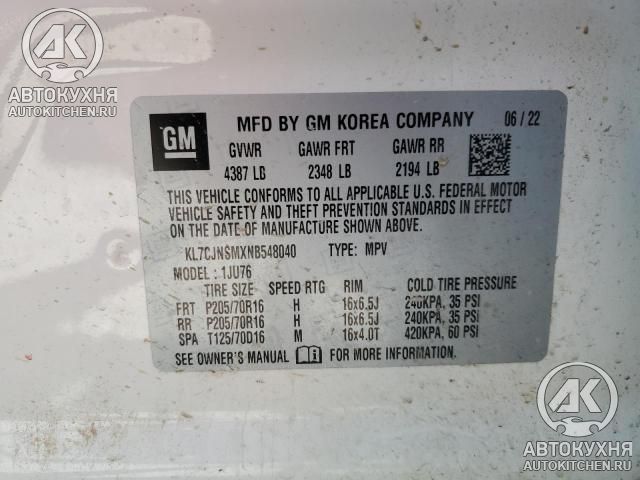 AK
АВТОКУХНЯ
AUTOKITCHEN.RU
GM
MFD BY GM KOREA COMPANY 06 / 22
GVWR GAWR FRT GAWR RR
4387 LB 2348 LB 2194 LB
THIS VEHICLE CONFORMS TO ALL APPLICABLE U.S. FEDERAL MOTOR
VEHICLE SAFETY AND THEFT PREVENTION STANDARDS IN EFFECT
ON THE DATE OF MANUFACTURE SHOWN ABOVE.
KL7CJNSMXNB548040 TYPE: MPV
MODEL : 1JU76
TIRE SIZE SPEED RTG RIM COLD TIRE PRESSURE
FRT P205/70R16 H 16x6.5J 240KPA, 35 PSI
RR P205/70R16 H 16x6.5J 240KPA, 35 PSI
SPA T125/70D16 M 16x4.0T 420KPA, 60 PSI
SEE OWNER'S MANUAL FOR MORE INFORMATION
AK
АВТОКУХНЯ
AUTOKITCHEN.RU